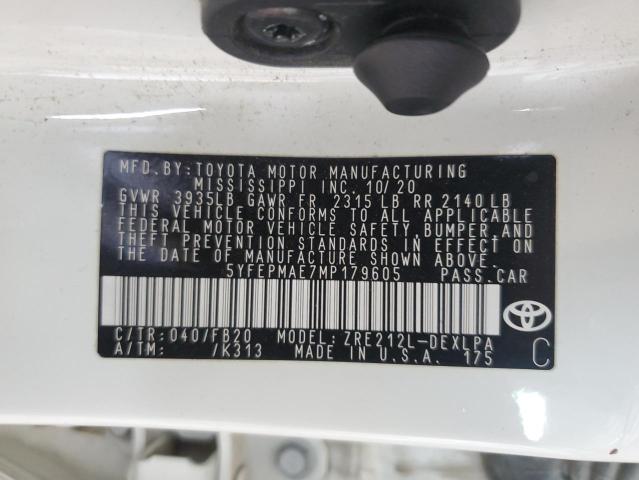 MFD. BY: TOYOTA MOTOR MANUFACTURING
MISSISSIPPI INC. 10/20
GVWR 3935LB GAWR FR 2315 LB RR 2140 LB
THIS VEHICLE CONFORMS TO ALL APPLICABLE
FEDERAL MOTOR VEHICLE SAFETY, BUMPER, AND
THEFT PREVENTION STANDARDS IN EFFECT ON
THE DATE OF MANUFACTURE SHOWN ABOVE.
5YFEPMAE7MP179605 PASS. CAR
C/TR: 040/FB20 MODEL: ZRE212L-DEXLPA
A/TM: /K313 MADE IN U.S.A. 175
C